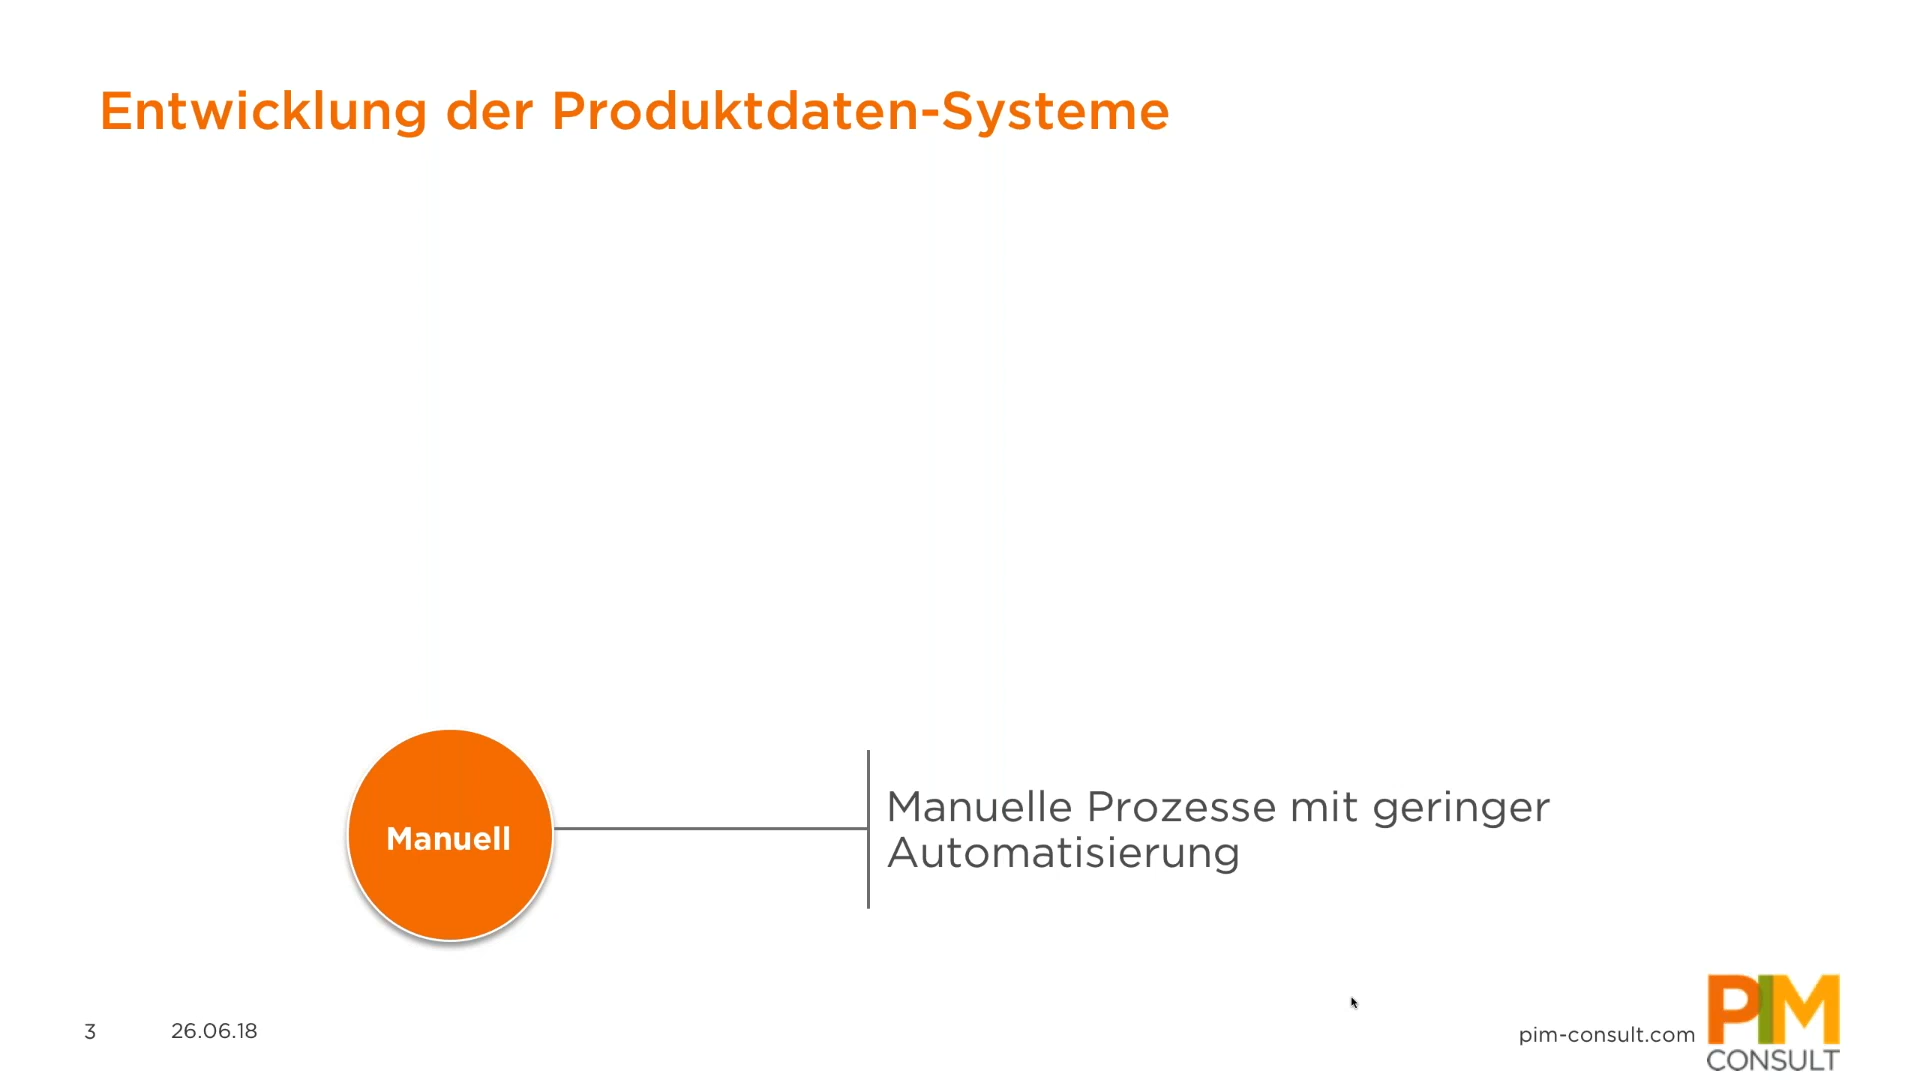 Entwicklung der Produktdaten-Systeme
Manuell
Manuelle Prozesse mit geringer
Automatisierung
3
26.06.18
pim-consult.com
PIM
CONSULT